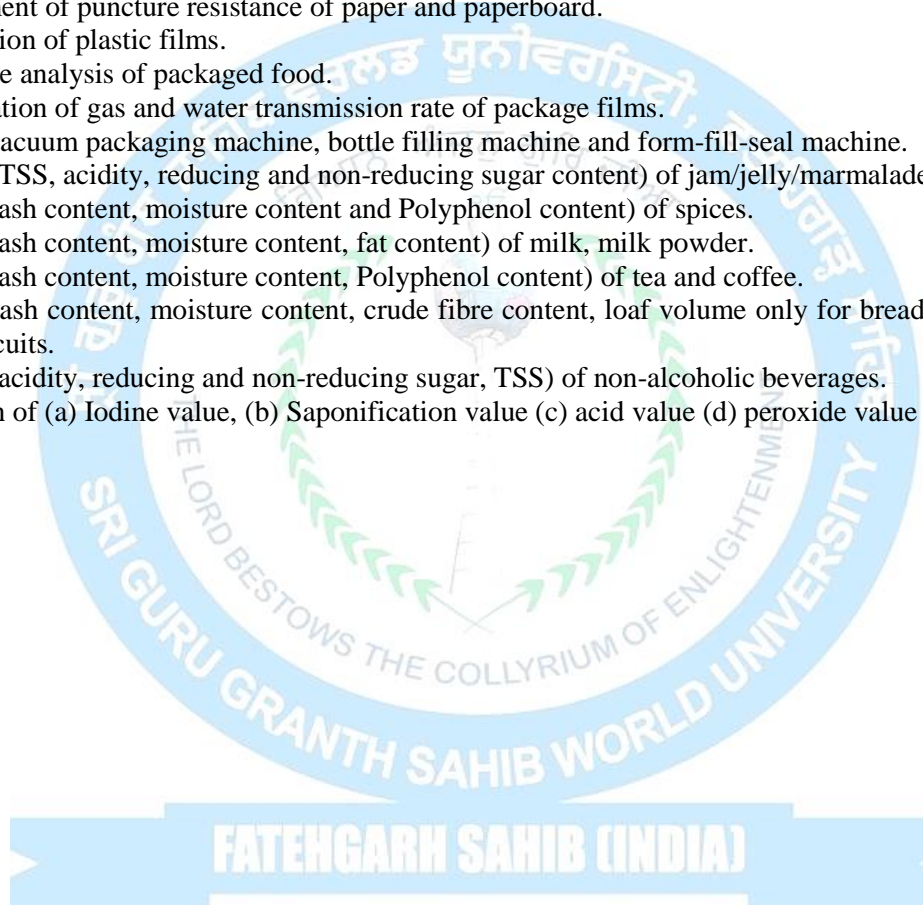 ment of puncture resistance of paper and paperboard.
ion of plastic films.
e analysis of packaged food.
ation of gas and water transmission rate of package films.
acuum packaging machine, bottle filling machine and form-fill-seal machine.
TSS, acidity, reducing and non-reducing sugar content) of jam/jelly/marmalade
ash content, moisture content and Polyphenol content) of spices.
ash content, moisture content, fat content) of milk, milk powder.
ash content, moisture content, Polyphenol content) of tea and coffee.
ash content, moisture content, crude fibre content, loaf volume only for bread
cuits.
acidity, reducing and non-reducing sugar, TSS) of non-alcoholic beverages.
n of (a) Iodine value, (b) Saponification value (c) acid value (d) peroxide value
ਵਰਲਡ ਯੂਨੀਵਰਸਿਟੀ,
THE LORD BESTOWS THE COLLYRIUM OF ENLIGHTENMENT
SRI GURU GRANTH SAHIB WORLD UNIVERSITY
FATEHGARH SAHIB (INDIA)